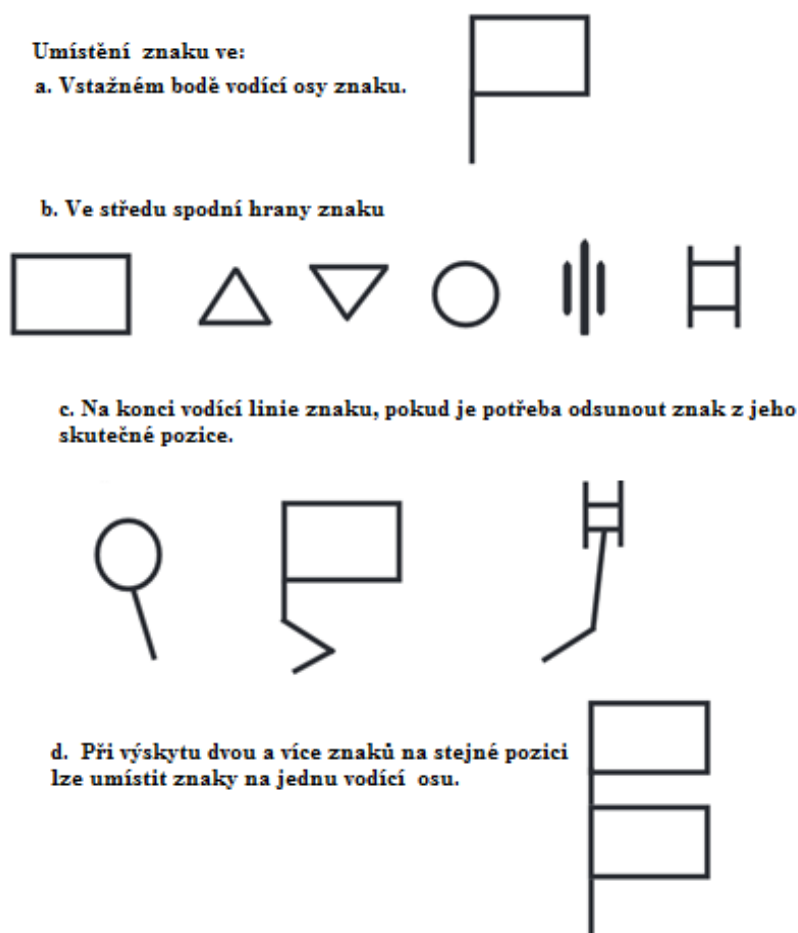 Umístění znaku ve:
a. Vstažném bodě vodící osy znaku.
b. Ve středu spodní hrany znaku
c. Na konci vodící linie znaku, pokud je potřeba odsunout znak z jeho
skutečné pozice.
d. Při výskytu dvou a více znaků na stejné pozici
lze umístit znaky na jednu vodící osu.